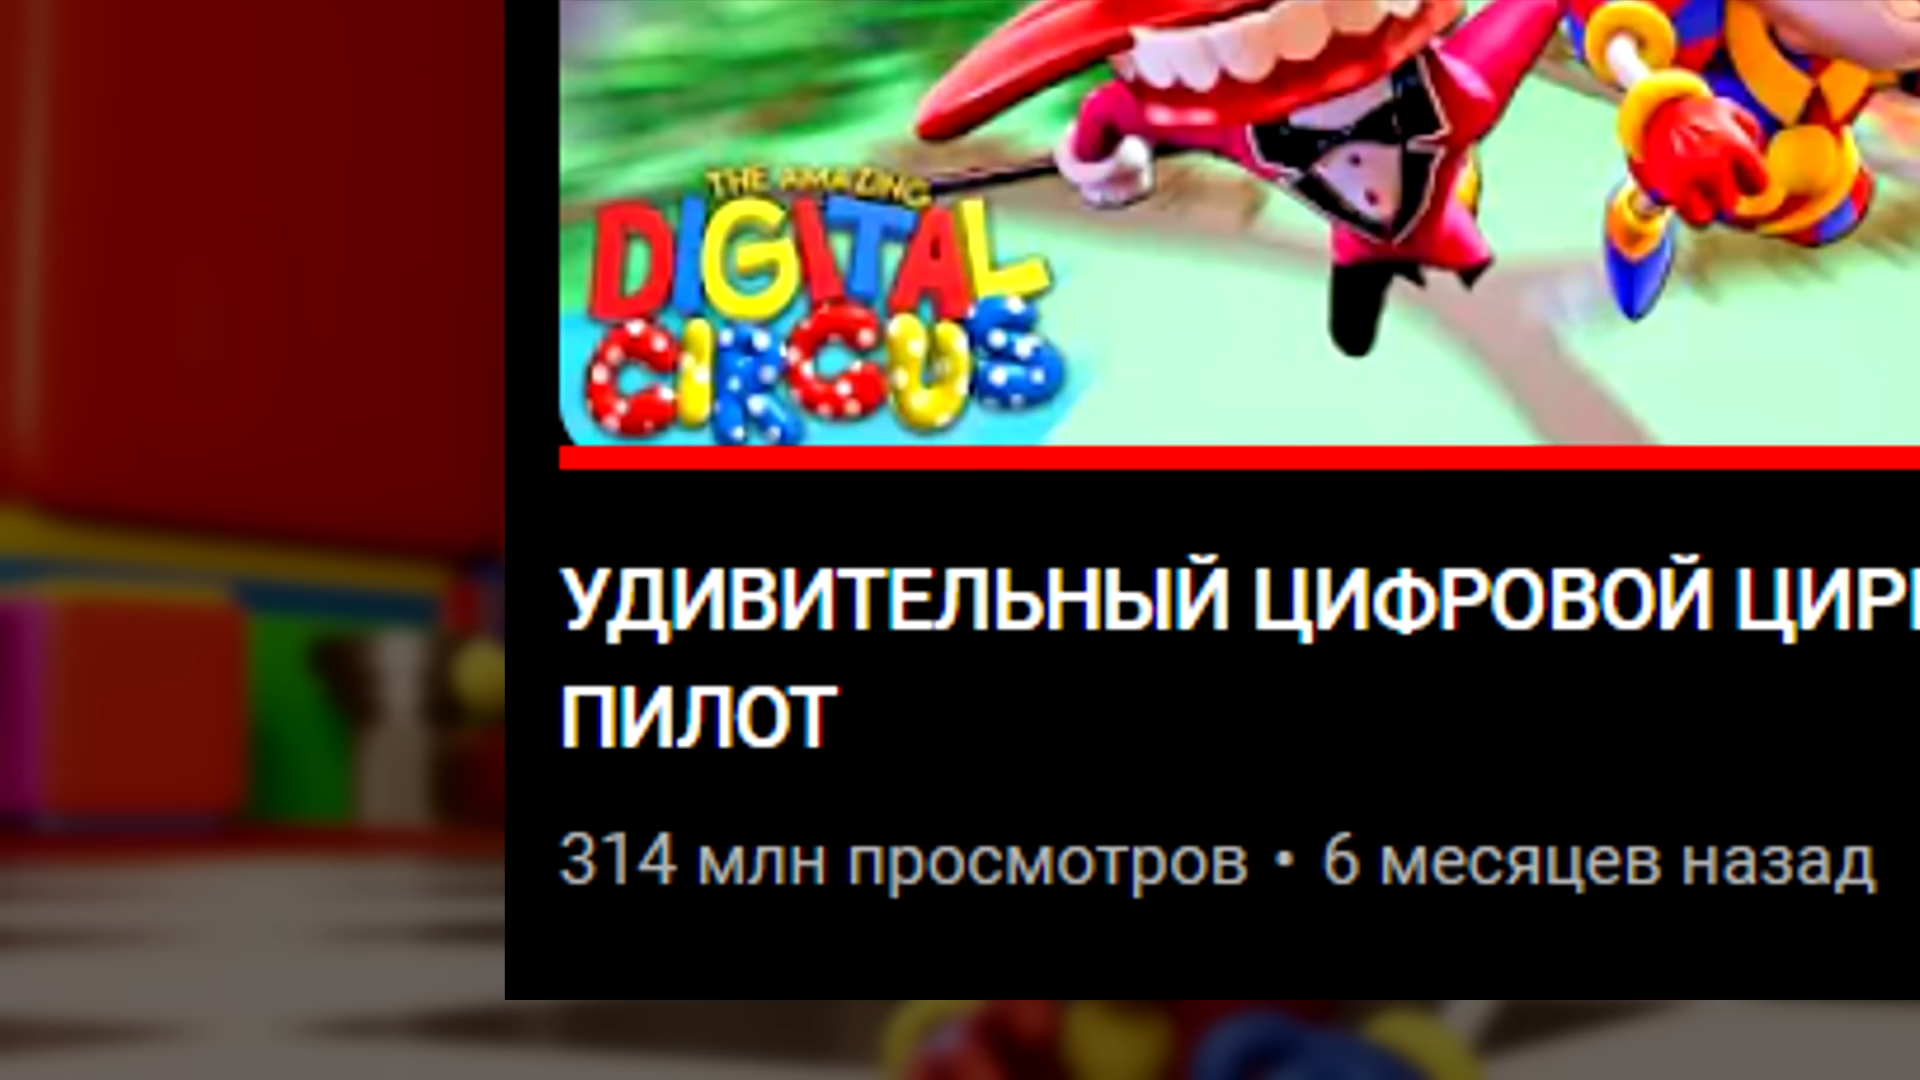 THE AMAZING
DIGITAL
CIRCUS
УДИВИТЕЛЬНЫЙ ЦИФРОВОЙ
ПИЛОТ
314 млн просмотров • 6 месяцев назад